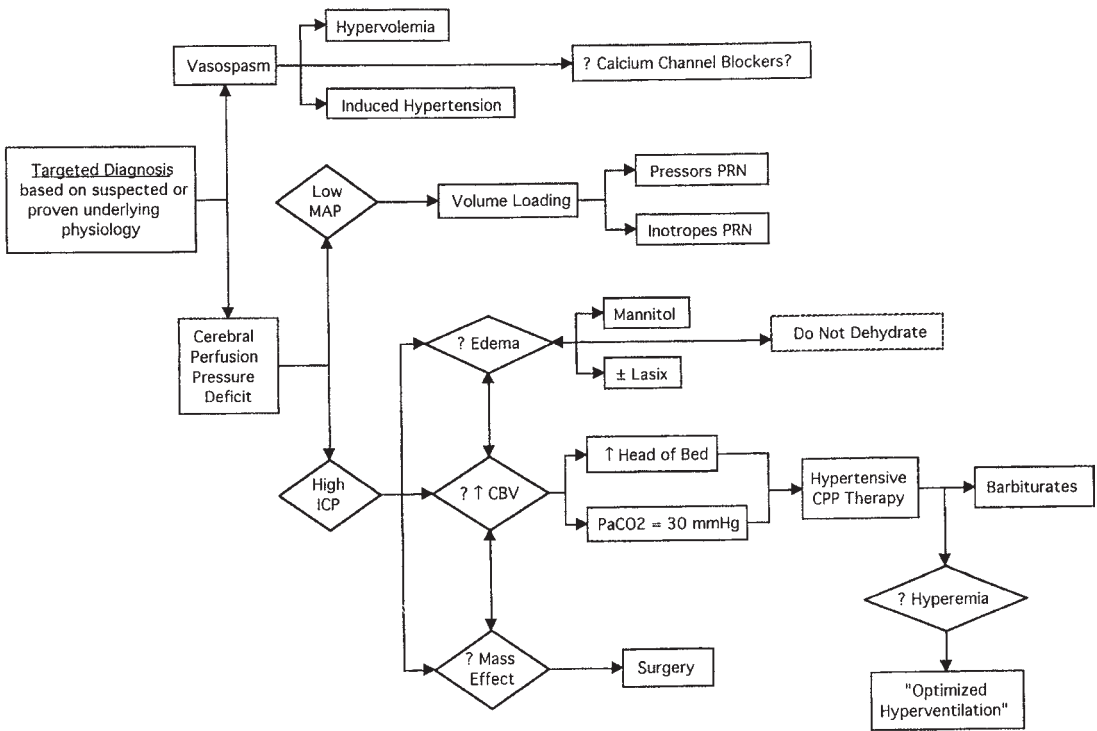 Hypervolemia
Vasospasm
? Calcium Channel Blockers?
Induced Hypertension
Targeted Diagnosis
based on suspected or
proven underlying
physiology
Low
MAP
Volume Loading
Pressors PRN
Inotropes PRN
Cerebral
Perfusion
Pressure
Deficit
? Edema
Mannitol
Do Not Dehydrate
± Lasix
High
ICP
? ↑ CBV
↑ Head of Bed
PaCO2 = 30 mmHg
Hypertensive
CPP Therapy
Barbiturates
? Hyperemia
? Mass
Effect
Surgery
"Optimized
Hyperventilation"